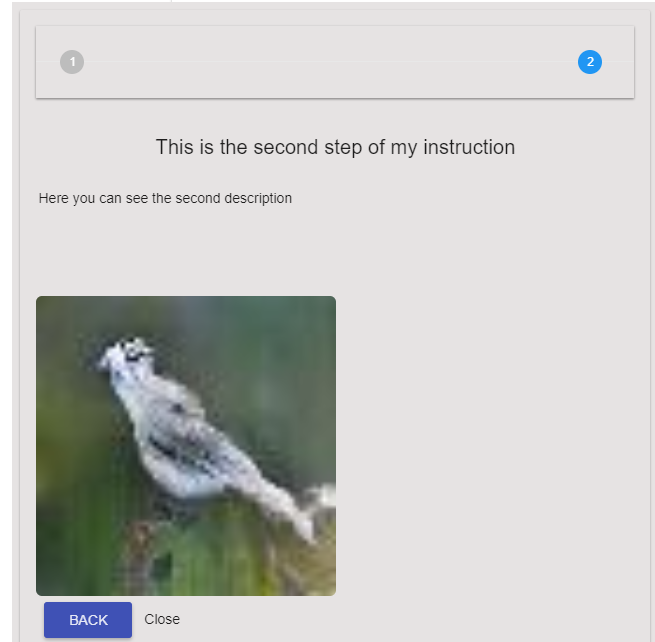 1
2
This is the second step of my instruction
Here you can see the second description
BACK
Close